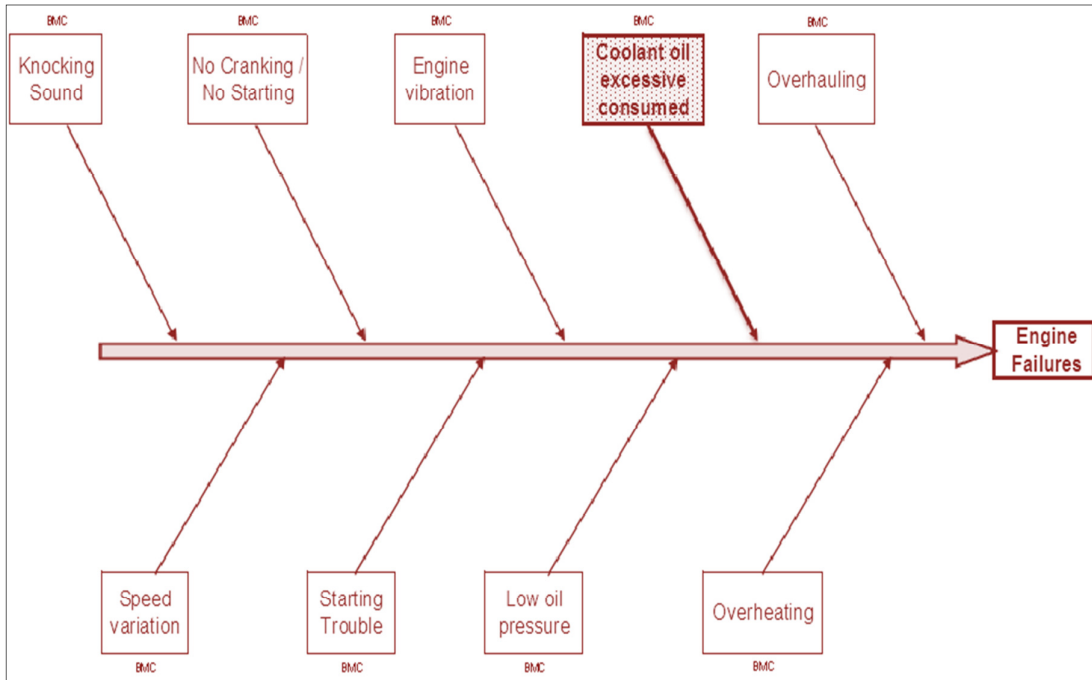 BMC
Knocking
Sound
BMC
No Cranking /
No Starting
BMC
Engine
vibration
BMC
Coolant oil
excessive
consumed
BMC
Overhauling
Engine
Failures
Speed
variation
BMC
Starting
Trouble
BMC
Low oil
pressure
BMC
Overheating
BMC